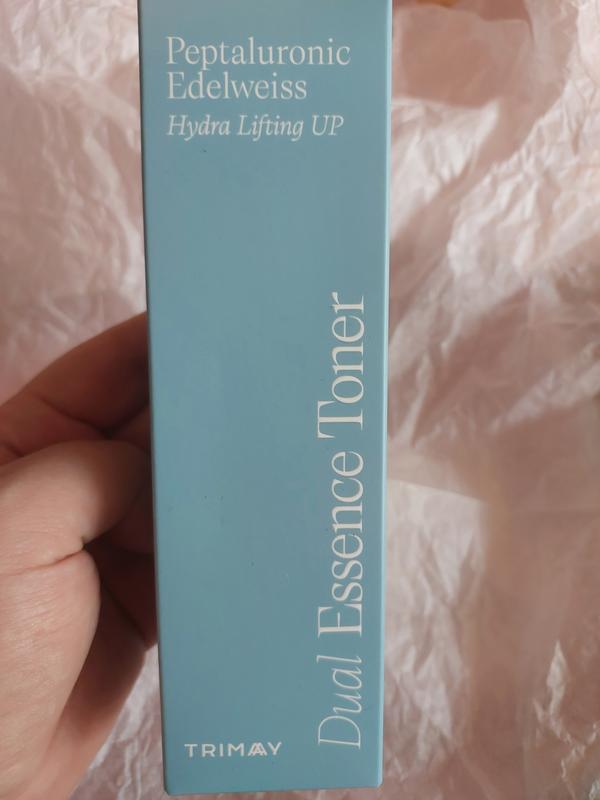 Peptaluronic
Edelweiss
Hydra Lifting UP
Dual Essence Toner
TRIMAY